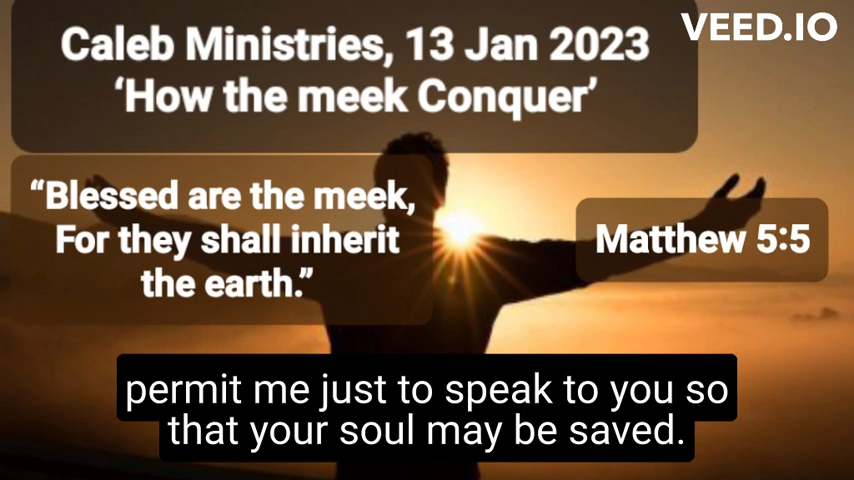 VEED.IO
Caleb Ministries, 13 Jan 2023
‘How the meek Conquer’
“Blessed are the meek,
For they shall inherit
the earth.”
Matthew 5:5
permit me just to speak to you so
that your soul may be saved.